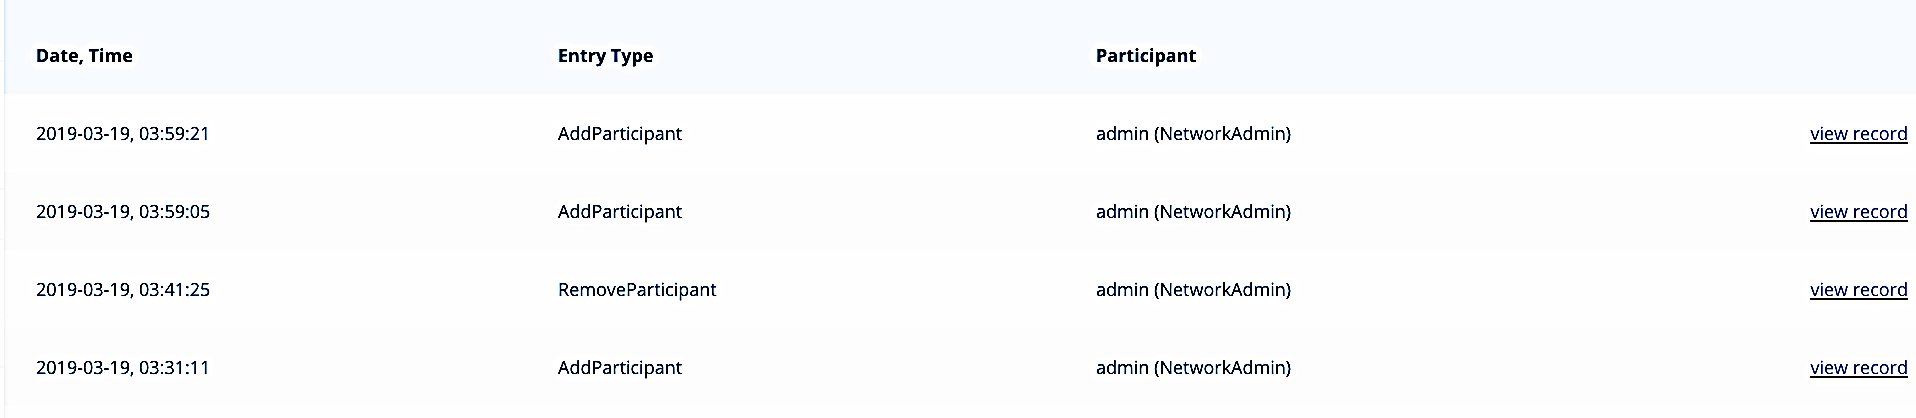 Date, Time Entry Type Participant
2019-03-19, 03:59:21 AddParticipant admin (NetworkAdmin) view record
2019-03-19, 03:59:05 AddParticipant admin (NetworkAdmin) view record
2019-03-19, 03:41:25 RemoveParticipant admin (NetworkAdmin) view record
2019-03-19, 03:31:11 AddParticipant admin (NetworkAdmin) view record